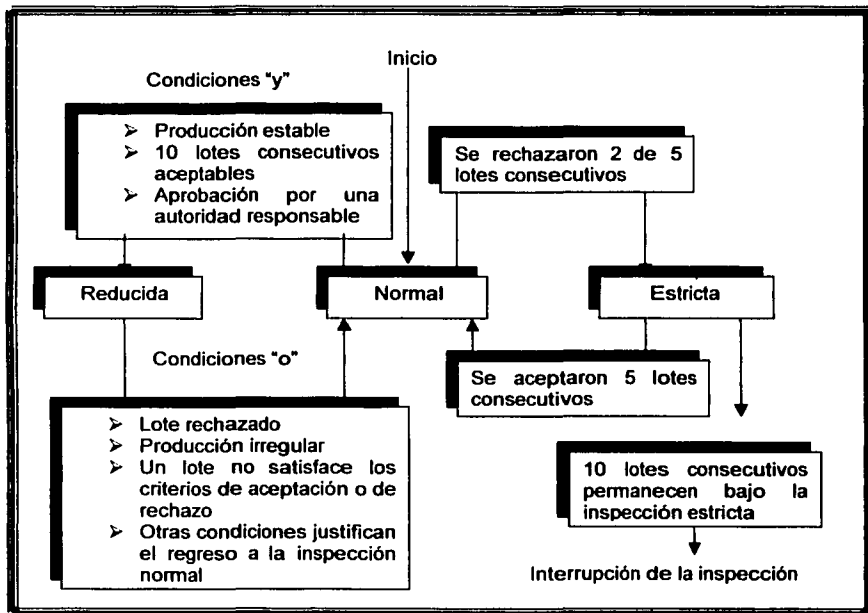 Inicio
Condiciones "y"
➢ Producción estable
➢ 10 lotes consecutivos
aceptables
➢ Aprobación por una
autoridad responsable
Se rechazaron 2 de 5
lotes consecutivos
Reducida
Normal
Estricta
Condiciones "o"
Se aceptaron 5 lotes
consecutivos
➢ Lote rechazado
➢ Producción irregular
➢ Un lote no satisface los
criterios de aceptación o de
rechazo
➢ Otras condiciones justifican
el regreso a la inspección
normal
10 lotes consecutivos
permanecen bajo la
inspección estricta
Interrupción de la inspección